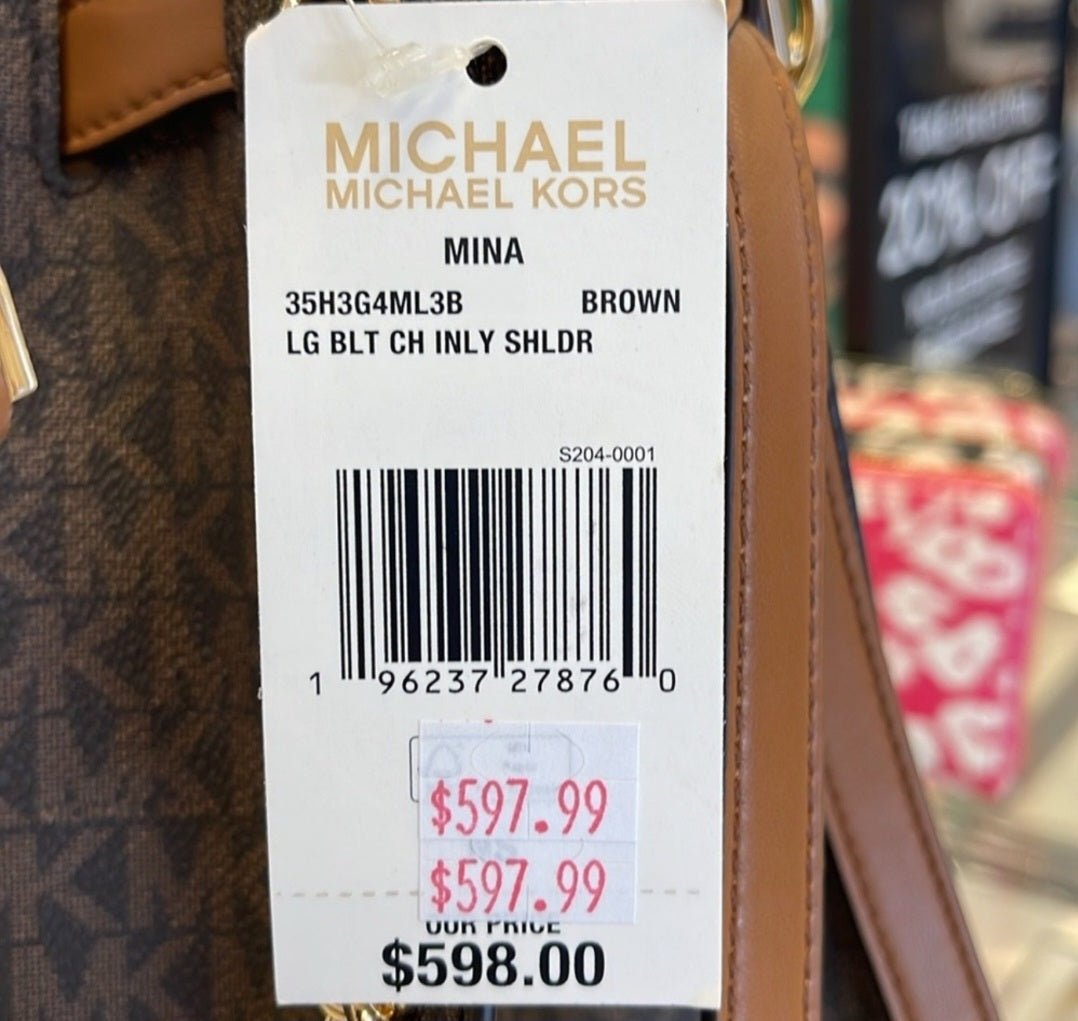 MICHAEL
MICHAEL KORS
MINA
35H3G4ML3B BROWN
LG BLT CH INLY SHLDR
S204-0001
1 96237 27876 0
$597.99
$597.99
OUR PRICE
$598.00
20% OFF